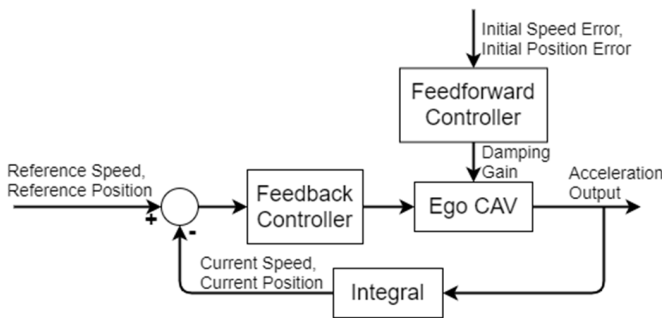 Initial Speed Error,
Initial Position Error
Feedforward
Controller
Damping
Gain
Reference Speed,
Reference Position
+
-
Feedback
Controller
Ego CAV
Acceleration
Output
Current Speed,
Current Position
Integral